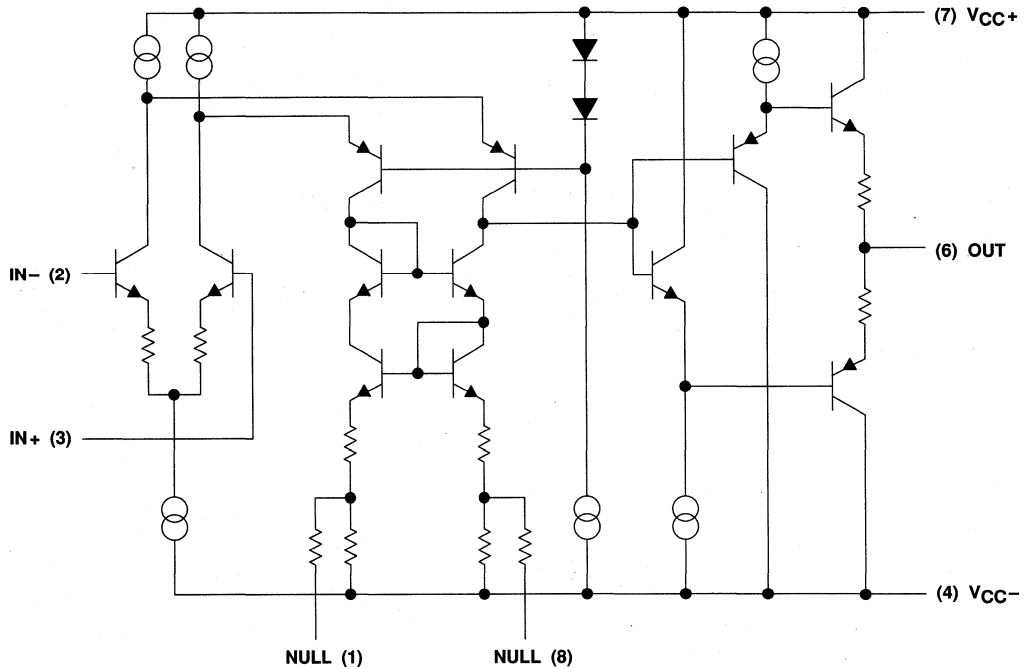 (7) VCC+
IN− (2)
(6) OUT
IN+ (3)
(4) VCC−
NULL (1)
NULL (8)